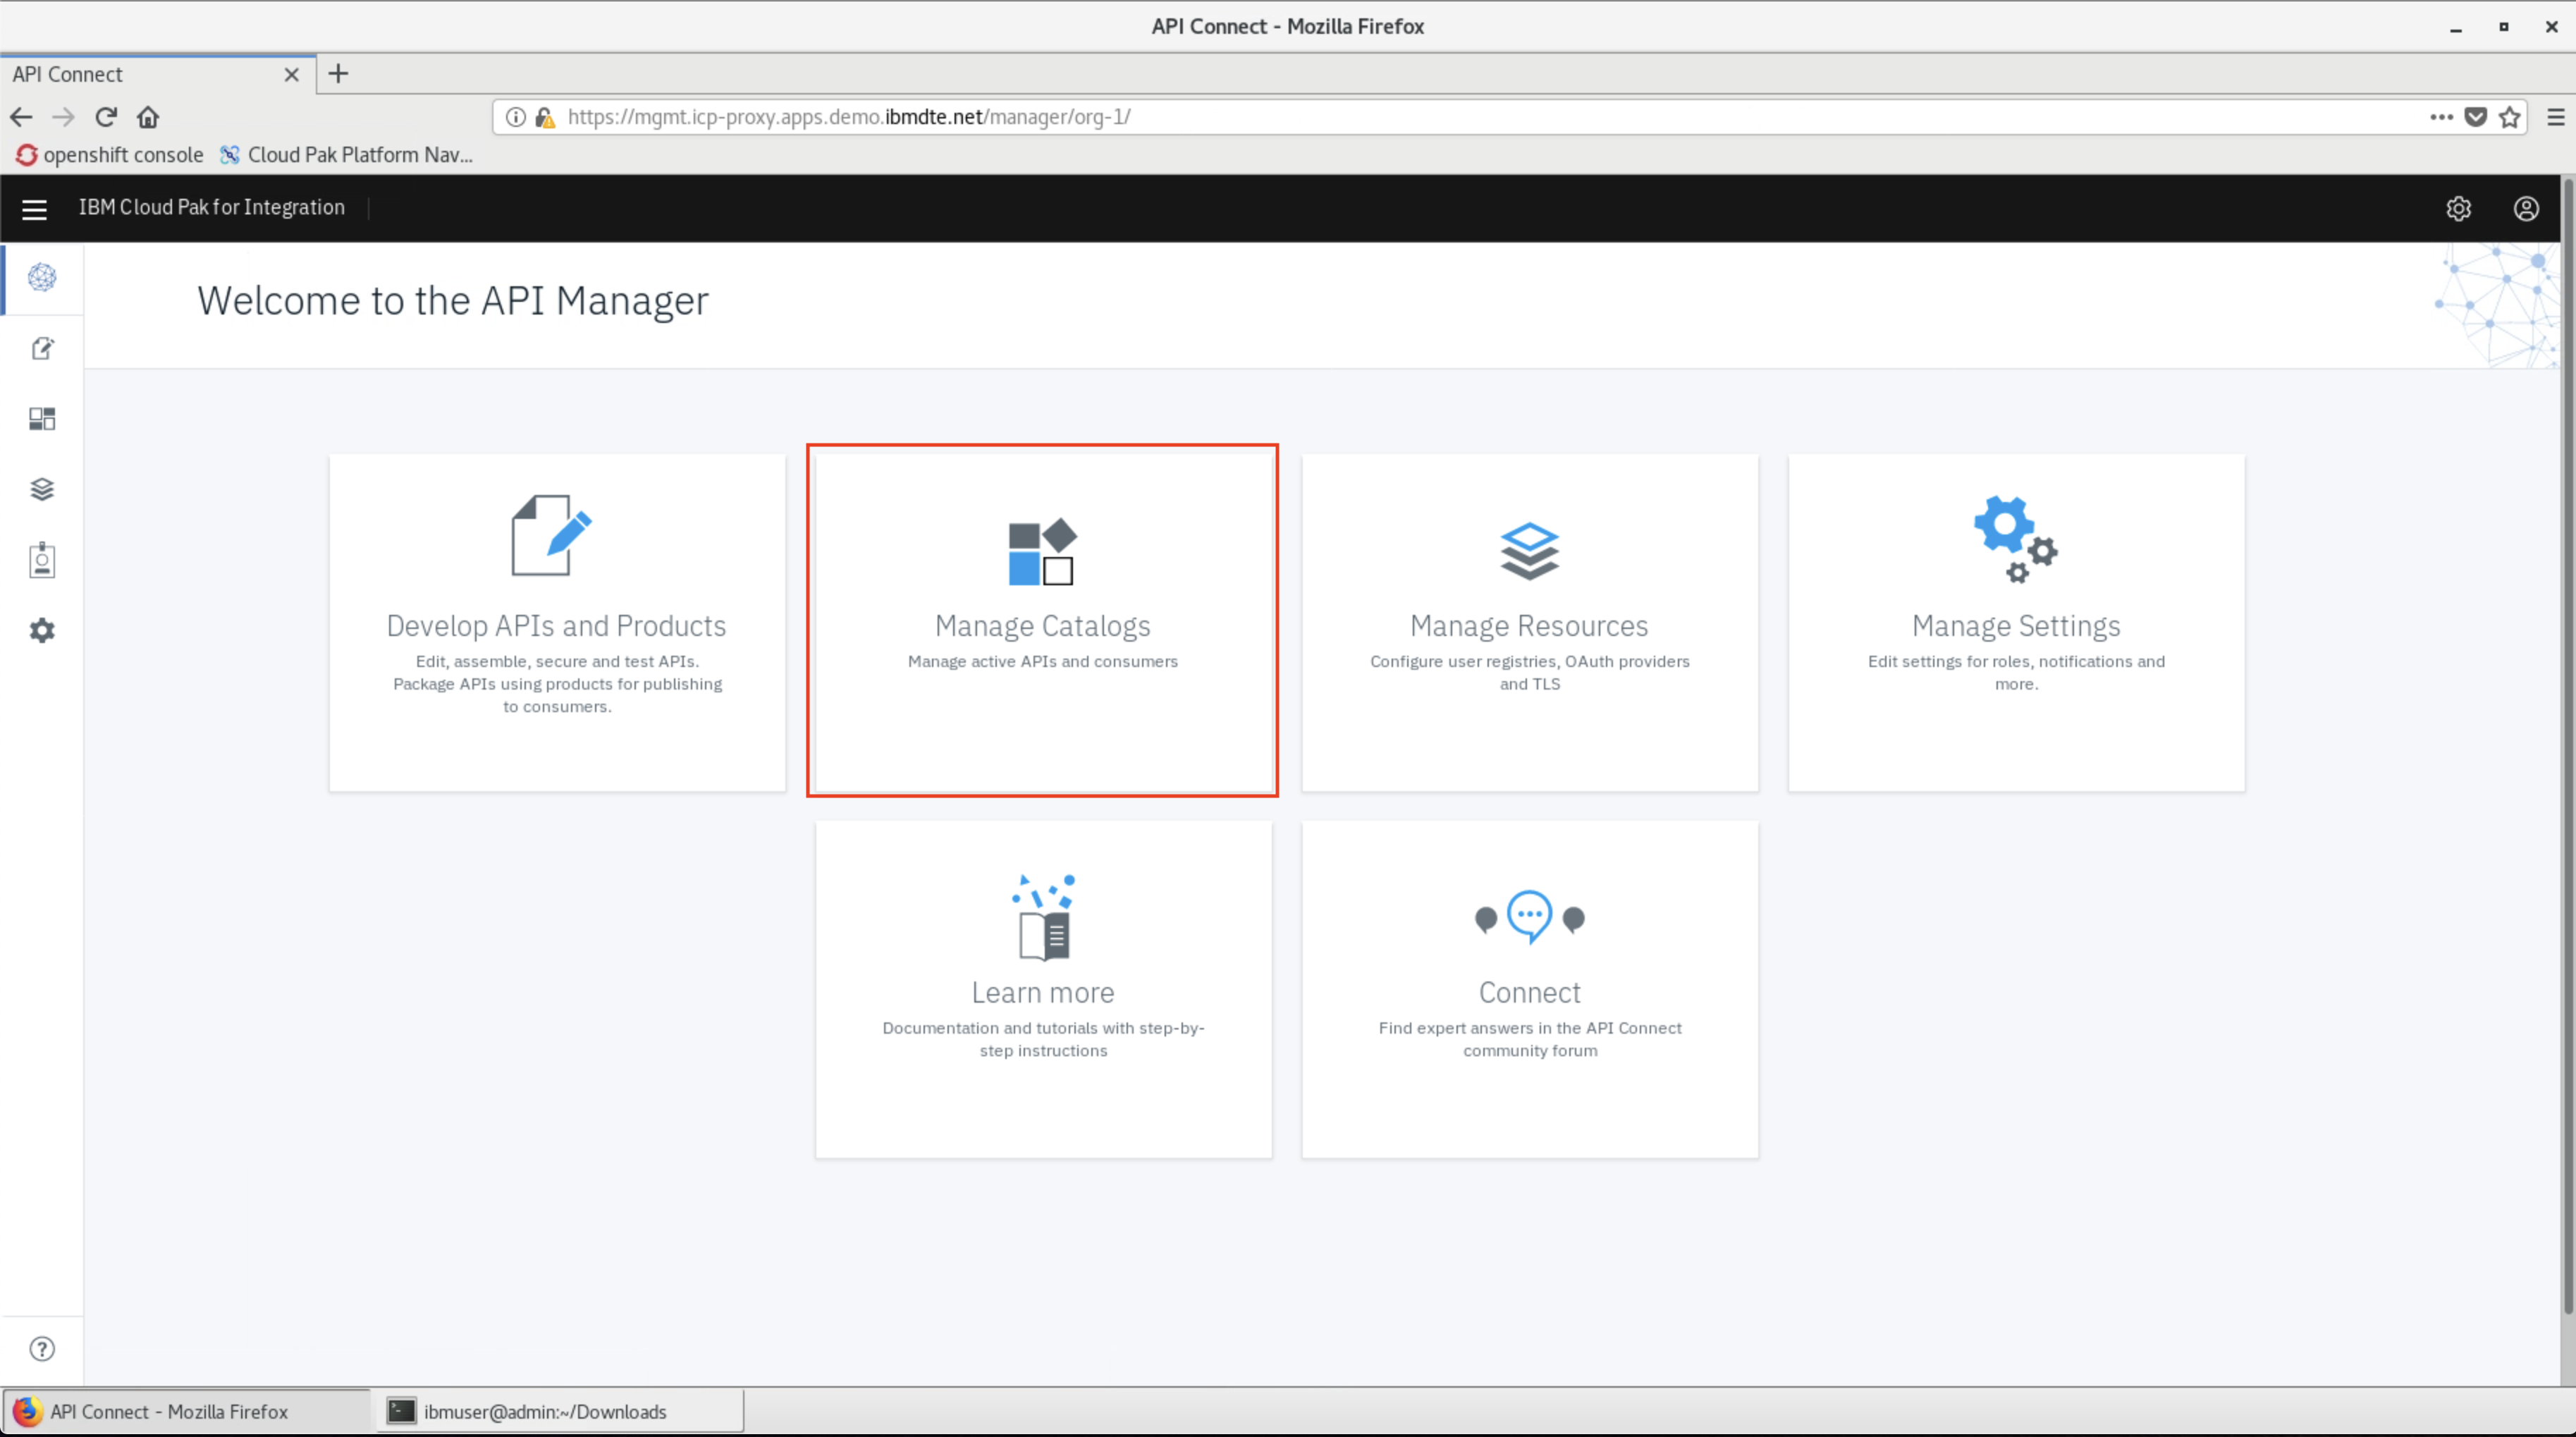 API Connect - Mozilla Firefox
API Connect
https://mgmt.icp-proxy.apps.demo.ibmdte.net/manager/org-1/
openshift console
Cloud Pak Platform Nav...
IBM Cloud Pak for Integration
Welcome to the API Manager
Develop APIs and Products
Edit, assemble, secure and test APIs.
Package APIs using products for publishing
to consumers.
Manage Catalogs
Manage active APIs and consumers
Manage Resources
Configure user registries, OAuth providers
and TLS
Manage Settings
Edit settings for roles, notifications and
more.
Learn more
Documentation and tutorials with step-by-
step instructions
Connect
Find expert answers in the API Connect
community forum
API Connect - Mozilla Firefox
ibmuser@admin:~/Downloads